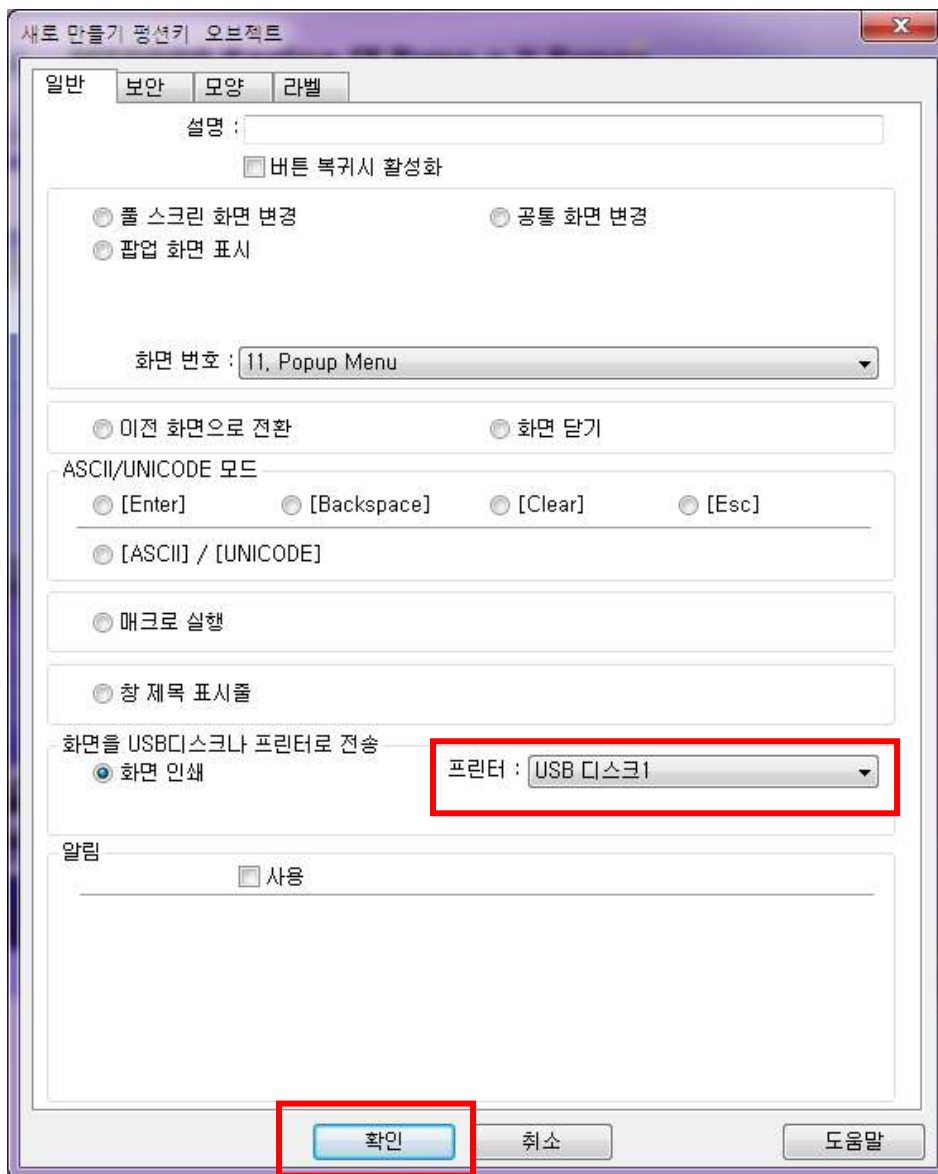 새로 만들기 펑션키 오브젝트
일반 보안 모양 라벨
설명 :
버튼 복귀시 활성화
풀 스크린 화면 변경 공통 화면 변경
팝업 화면 표시
화면 번호 : 11, Popup Menu
이전 화면으로 전환 화면 닫기
ASCII/UNICODE 모드
[Enter] [Backspace] [Clear] [Esc]
[ASCII] / [UNICODE]
매크로 실행
창 제목 표시줄
화면을 USB디스크나 프린터로 전송
화면 인쇄 프린터 : USB 디스크1
알림
사용
확인 취소 도움말